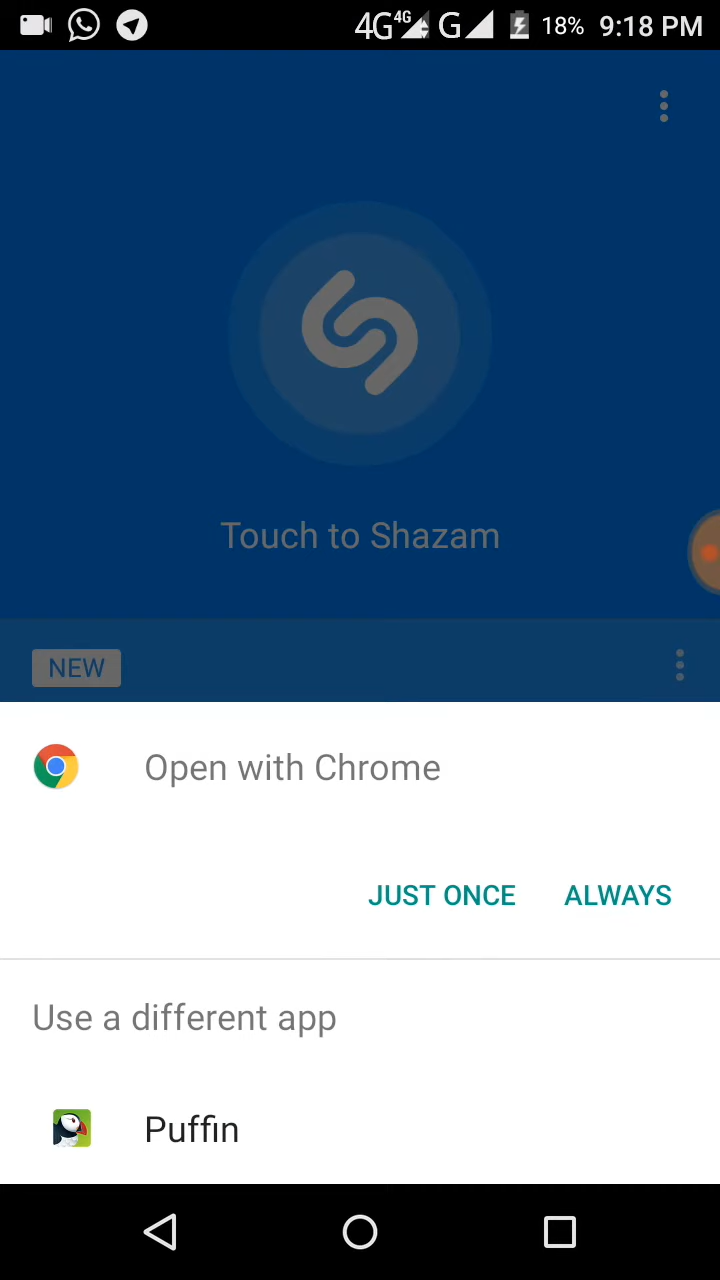 4G 4G G 18% 9:18 PM
Touch to Shazam
NEW
Open with Chrome
JUST ONCE ALWAYS
Use a different app
Puffin